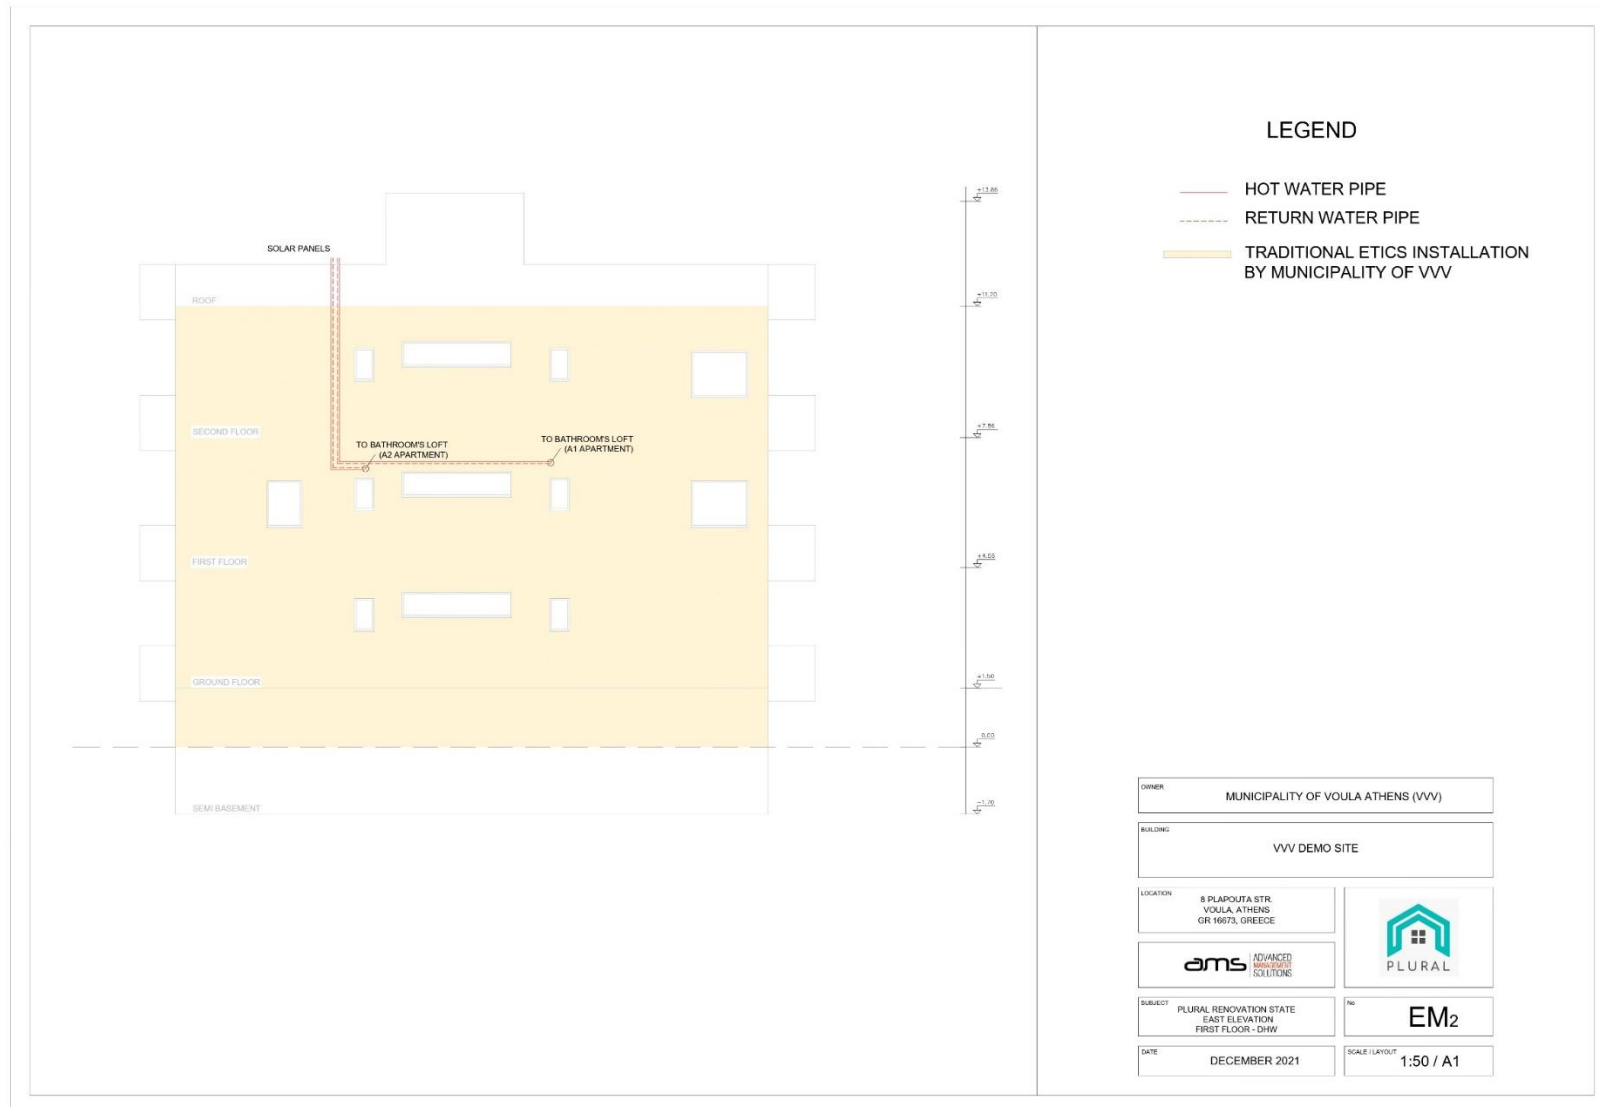 LEGEND
HOT WATER PIPE
RETURN WATER PIPE
TRADITIONAL ETICS INSTALLATION
BY MUNICIPALITY OF VVV
+13.86
SOLAR PANELS
ROOF
+11.20
SECOND FLOOR
+7.86
TO BATHROOM'S LOFT
(A2 APARTMENT)
TO BATHROOM'S LOFT
(A1 APARTMENT)
FIRST FLOOR
GROUND FLOOR
+1.50
0.00
SEMI BASEMENT
-1.70
OWNER
MUNICIPALITY OF VOULA ATHENS (VVV)
BUILDING
VVV DEMO SITE
LOCATION
8 PLAPOUTA STR.
VOULA, ATHENS
GR 16673, GREECE
ams
ADVANCED
MANAGEMENT
SOLUTIONS
PLURAL
SUBJECT
PLURAL RENOVATION STATE
EAST ELEVATION
FIRST FLOOR - DHW
No
EM2
DATE
DECEMBER 2021
SCALE / LAYOUT
1:50 / A1